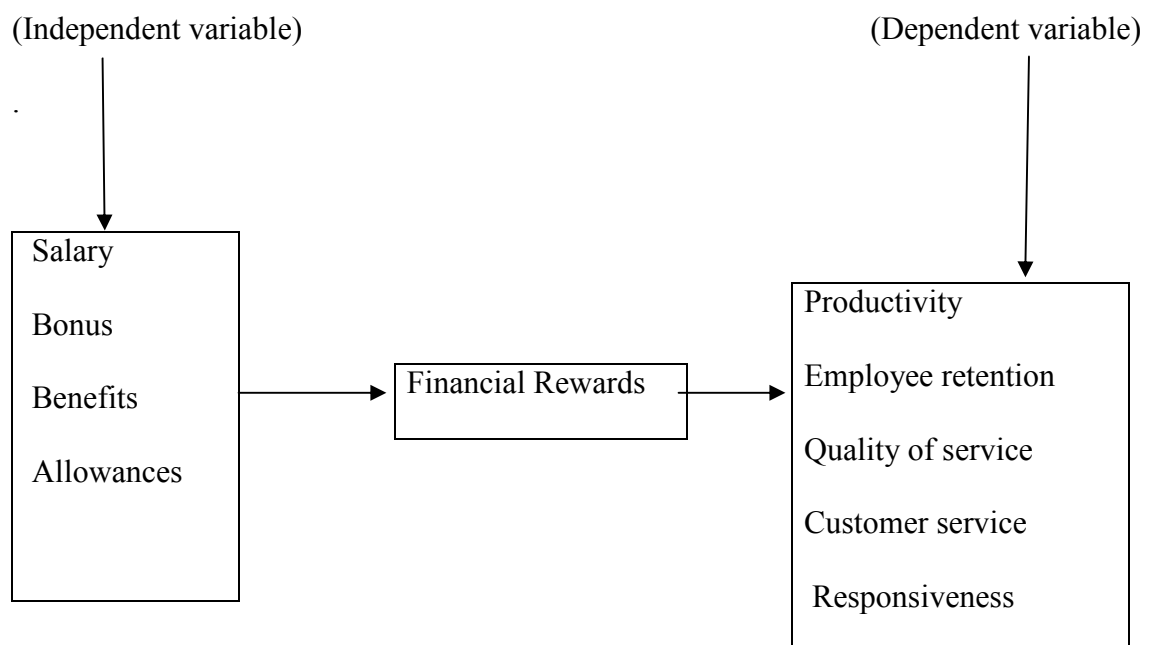 (Independent variable)
(Dependent variable)
.
Salary
Bonus
Benefits
Allowances
Financial Rewards
Productivity
Employee retention
Quality of service
Customer service
Responsiveness